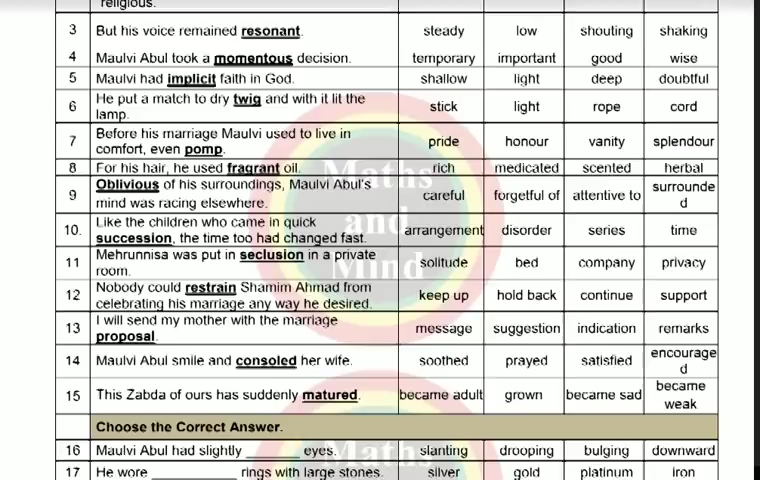 religious.
3 But his voice remained resonant. steady low shouting shaking
4 Maulvi Abul took a momentous decision. temporary important good wise
5 Maulvi had implicit faith in God. shallow light deep doubtful
6 He put a match to dry twig and with it lit the
lamp. stick light rope cord
7 Before his marriage Maulvi used to live in
comfort, even pomp. pride honour vanity splendour
8 For his hair, he used fragrant oil. rich medicated scented herbal
9 Oblivious of his surroundings, Maulvi Abul's
mind was racing elsewhere. careful forgetful of attentive to surrounde
d
10. Like the children who came in quick
succession, the time too had changed fast. arrangement disorder series time
11 Mehrunnisa was put in seclusion in a private
room. solitude bed company privacy
12 Nobody could restrain Shamim Ahmad from
celebrating his marriage any way he desired. keep up hold back continue support
13 I will send my mother with the marriage
proposal. message suggestion indication remarks
14 Maulvi Abul smile and consoled her wife. soothed prayed satisfied encourage
d
15 This Zabda of ours has suddenly matured. became adult grown became sad became
weak
Choose the Correct Answer.
16 Maulvi Abul had slightly _______ eyes. slanting drooping bulging downward
17 He wore ___________ rings with large stones. silver gold platinum iron
Maths
and
Mind
Maths